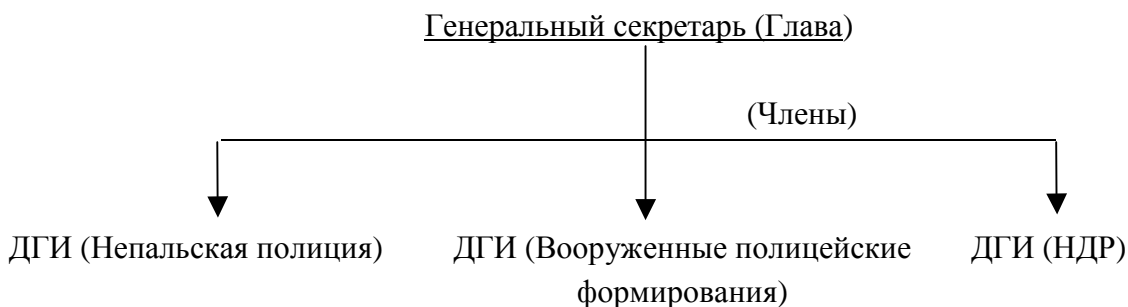 Генеральный секретарь (Глава)
(Члены)
ДГИ (Непальская полиция)
ДГИ (Вооруженные полицейские
формирования)
ДГИ (НДР)